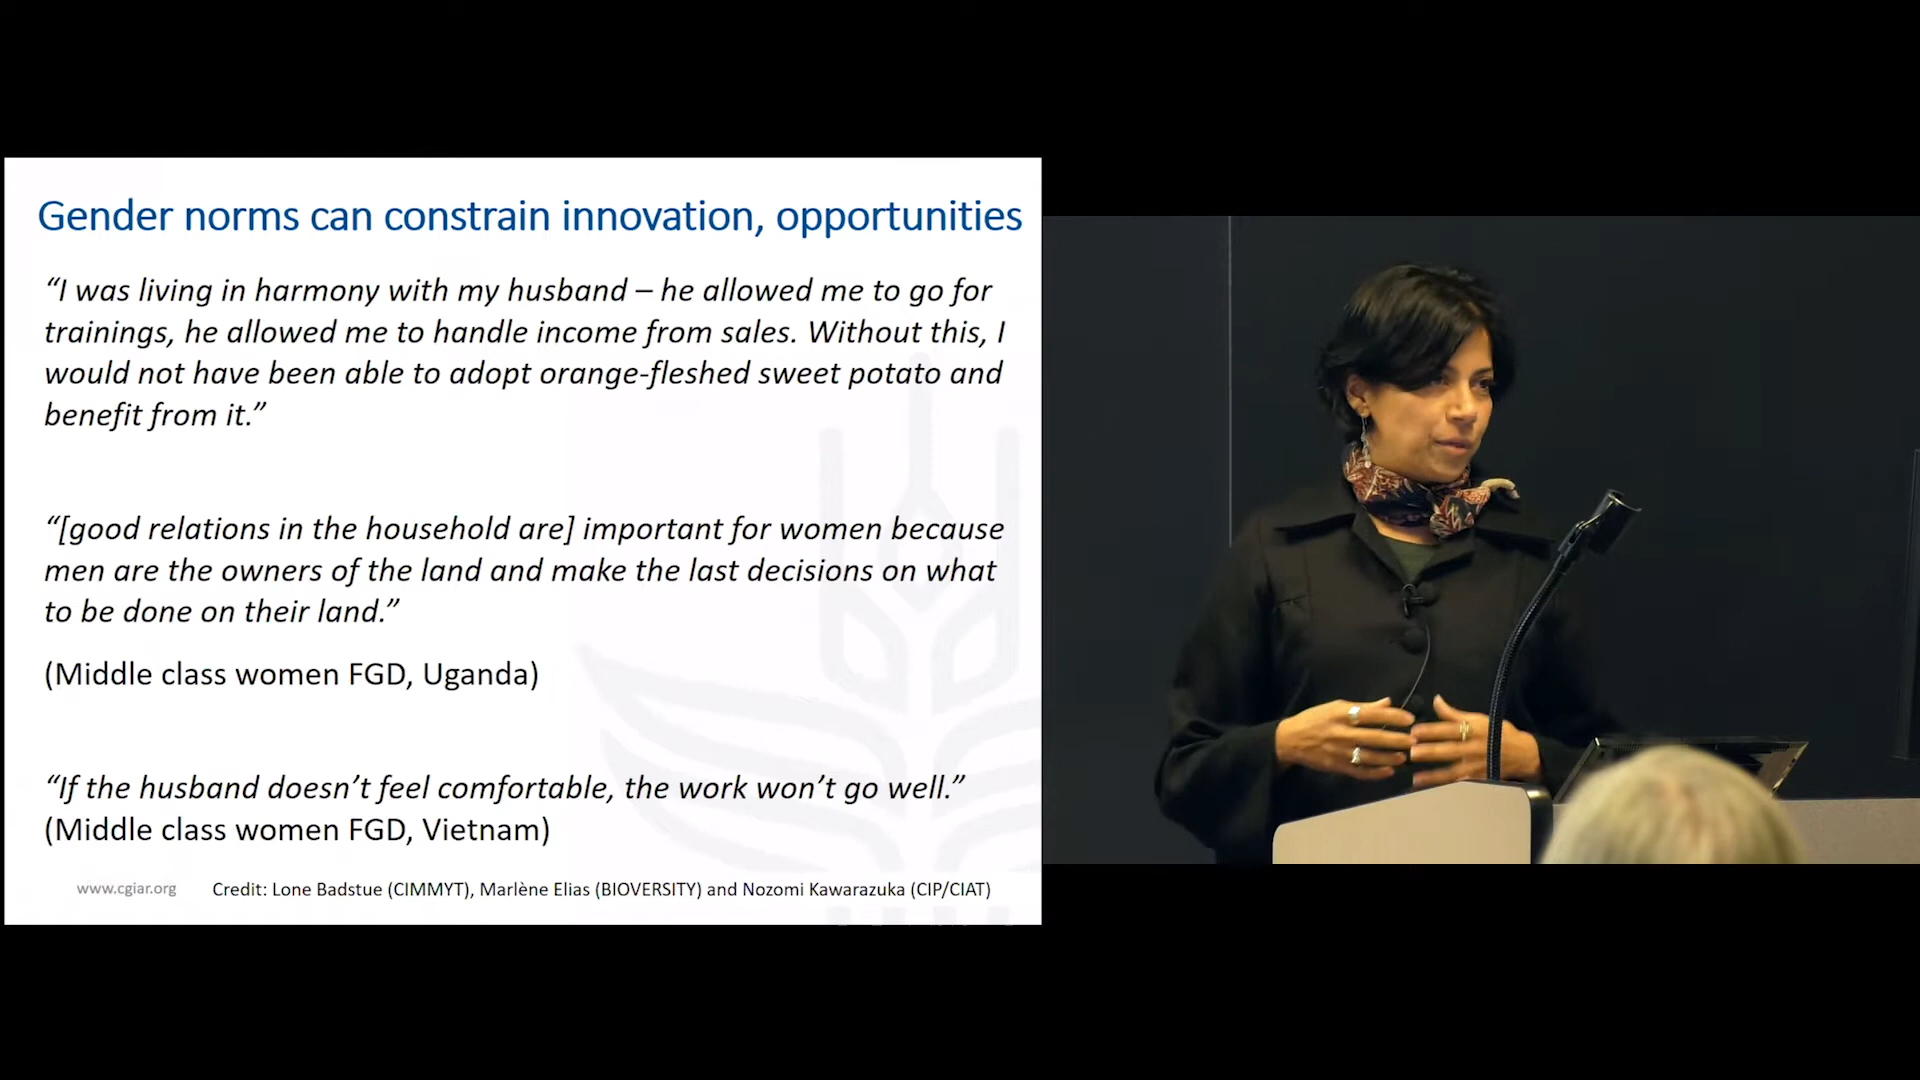 Gender norms can constrain innovation, opportunities
“I was living in harmony with my husband – he allowed me to go for
trainings, he allowed me to handle income from sales. Without this, I
would not have been able to adopt orange-fleshed sweet potato and
benefit from it.”
“[good relations in the household are] important for women because
men are the owners of the land and make the last decisions on what
to be done on their land.”
(Middle class women FGD, Uganda)
“If the husband doesn’t feel comfortable, the work won’t go well.”
(Middle class women FGD, Vietnam)
www.cgiar.org
Credit: Lone Badstue (CIMMYT), Marlène Elias (BIOVERSITY) and Nozomi Kawarazuka (CIP/CIAT)